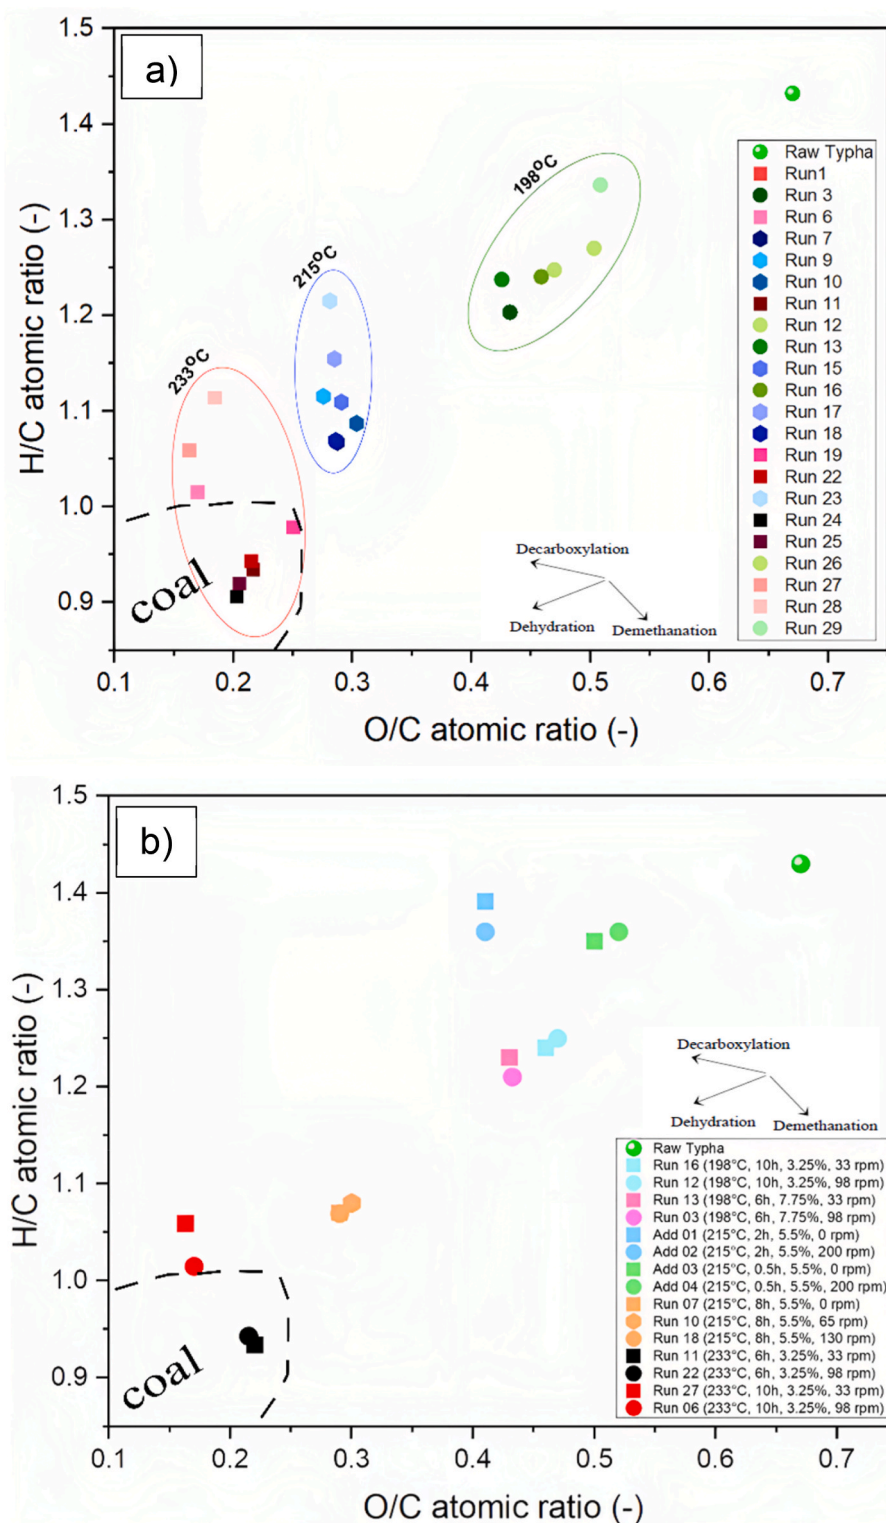 a)
1.5
1.4
1.3
1.2
1.1
1.0
0.9
H/C atomic ratio (-)
198°C
215°C
233°C
coal
Decarboxylation
Dehydration
Demethanation
Raw Typha
Run1
Run 3
Run 6
Run 7
Run 9
Run 10
Run 11
Run 12
Run 13
Run 15
Run 16
Run 17
Run 18
Run 19
Run 22
Run 23
Run 24
Run 25
Run 26
Run 27
Run 28
Run 29
0.1 0.2 0.3 0.4 0.5 0.6 0.7
O/C atomic ratio (-)
b)
1.5
1.4
1.3
1.2
1.1
1.0
0.9
H/C atomic ratio (-)
coal
Decarboxylation
Dehydration
Demethanation
Raw Typha
Run 16 (198°C, 10h, 3.25%, 33 rpm)
Run 12 (198°C, 10h, 3.25%, 98 rpm)
Run 13 (198°C, 6h, 7.75%, 33 rpm)
Run 03 (198°C, 6h, 7.75%, 98 rpm)
Add 01 (215°C, 2h, 5.5%, 0 rpm)
Add 02 (215°C, 2h, 5.5%, 200 rpm)
Add 03 (215°C, 0.5h, 5.5%, 0 rpm)
Add 04 (215°C, 0.5h, 5.5%, 200 rpm)
Run 07 (215°C, 8h, 5.5%, 0 rpm)
Run 10 (215°C, 8h, 5.5%, 65 rpm)
Run 18 (215°C, 8h, 5.5%, 130 rpm)
Run 11 (233°C, 6h, 3.25%, 33 rpm)
Run 22 (233°C, 6h, 3.25%, 98 rpm)
Run 27 (233°C, 10h, 3.25%, 33 rpm)
Run 06 (233°C, 10h, 3.25%, 98 rpm)
0.1 0.2 0.3 0.4 0.5 0.6 0.7
O/C atomic ratio (-)